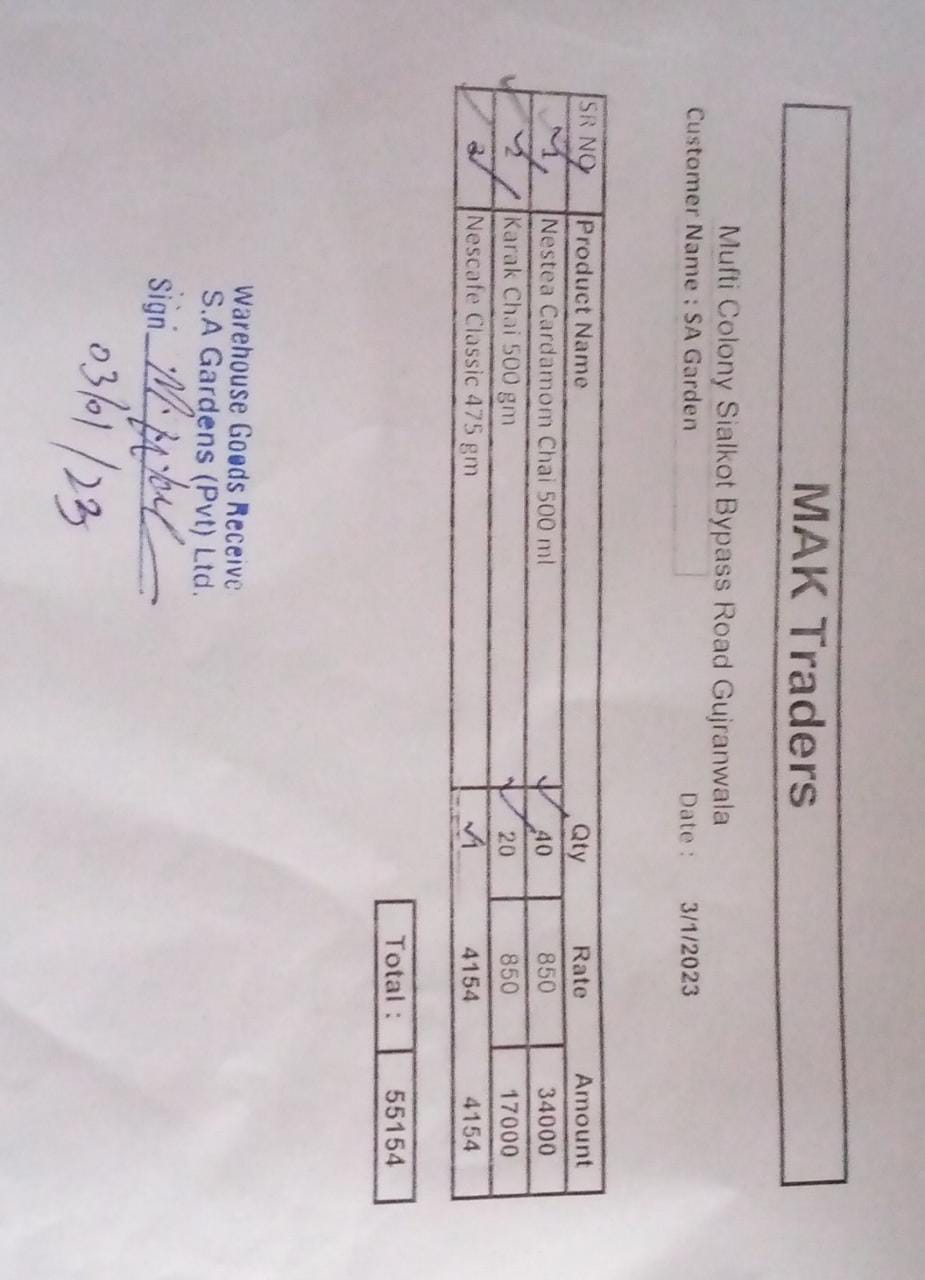 MAK Traders
Mufti Colony Sialkot Bypass Road Gujranwala
Customer Name : SA Garden Date : 3/1/2023
SR NO Product Name Qty Rate Amount
1 Nestea Cardamom Chai 500 ml 40 850 34000
2 Karak Chai 500 gm 20 850 17000
Nescafe Classic 475 gm 1 4154 4154
Total : 55154
Warehouse Goods Receive
S.A Gardens (Pvt) Ltd.
Sign
03/01/23